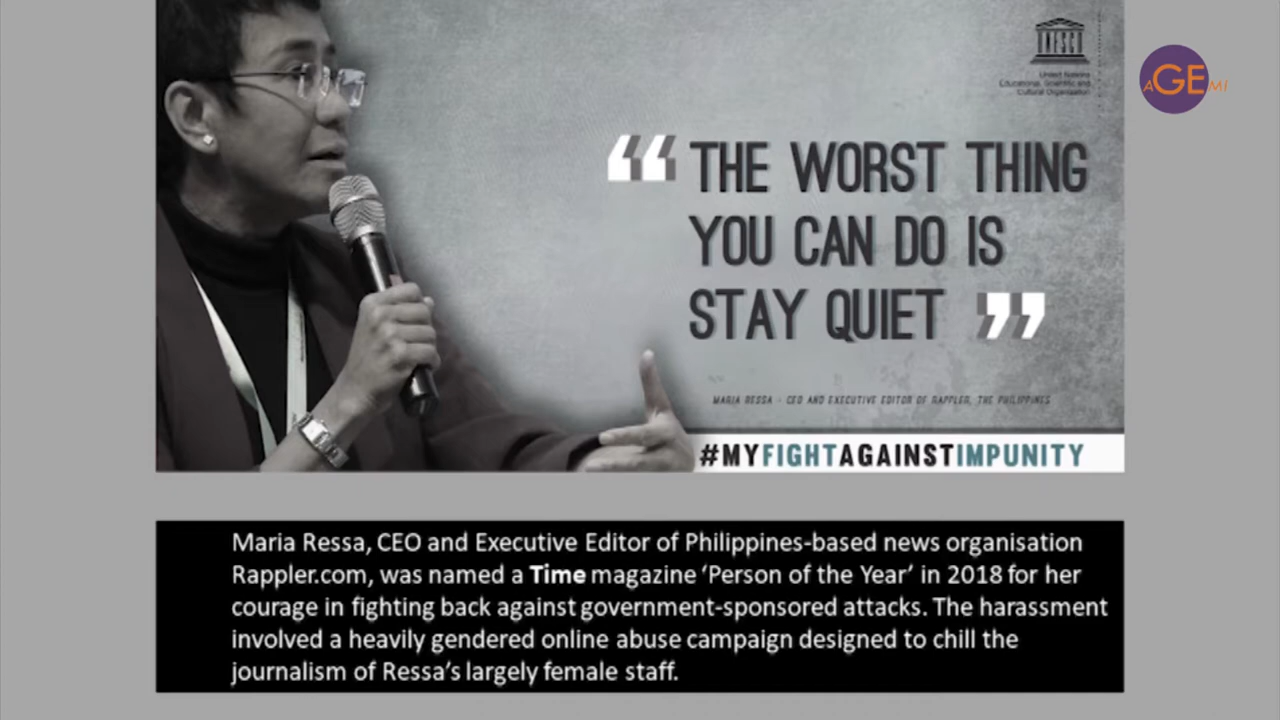 UNESCO
United Nations
Educational, Scientific and
Cultural Organization
aGEMI
“ THE WORST THING
YOU CAN DO IS
STAY QUIET ”
MARIA RESSA - CEO AND EXECUTIVE EDITOR OF RAPPLER, THE PHILIPPINES
#MYFIGHTAGAINSTIMPUNITY
Maria Ressa, CEO and Executive Editor of Philippines-based news organisation
Rappler.com, was named a Time magazine ‘Person of the Year’ in 2018 for her
courage in fighting back against government-sponsored attacks. The harassment
involved a heavily gendered online abuse campaign designed to chill the
journalism of Ressa’s largely female staff.